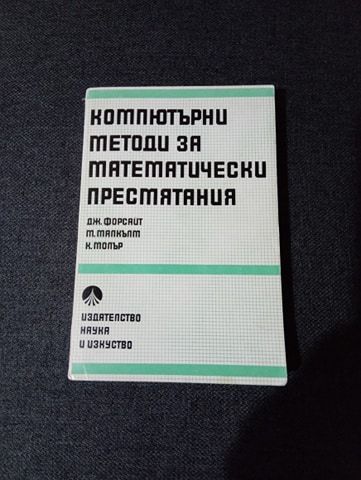 КОМПЮТЪРНИ
МЕТОДИ ЗА
МАТЕМАТИЧЕСКИ
ПРЕСМЯТАНИЯ
ДЖ. ФОРСАЙТ
М. МАЛКЪЛМ
К. МОЛЪР
ИЗДАТЕЛСТВО
НАУКА
И ИЗКУСТВО